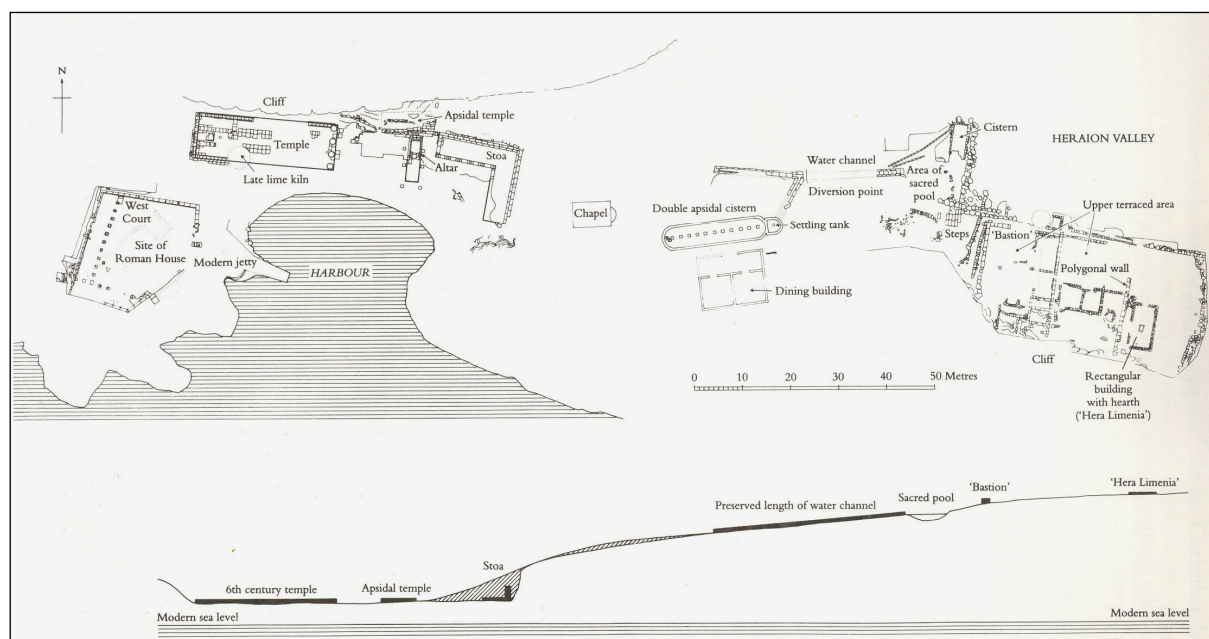 N
Cliff
Apsidal temple
Temple
Stoa
Altar
Late lime kiln
West
Court
Site of
Roman House
Modern jetty
HARBOUR
Chapel
Cistern
HERAION VALLEY
Water channel
Diversion point
Area of
sacred
pool
Double apsidal cistern
Settling tank
Steps
'Bastion'
Upper terraced area
Polygonal wall
Dining building
Cliff
0 10 20 30 40 50 Metres
Rectangular
building
with hearth
('Hera Limenia')
'Hera Limenia'
'Bastion'
Sacred pool
Preserved length of water channel
Stoa
6th century temple
Apsidal temple
Modern sea level
Modern sea level